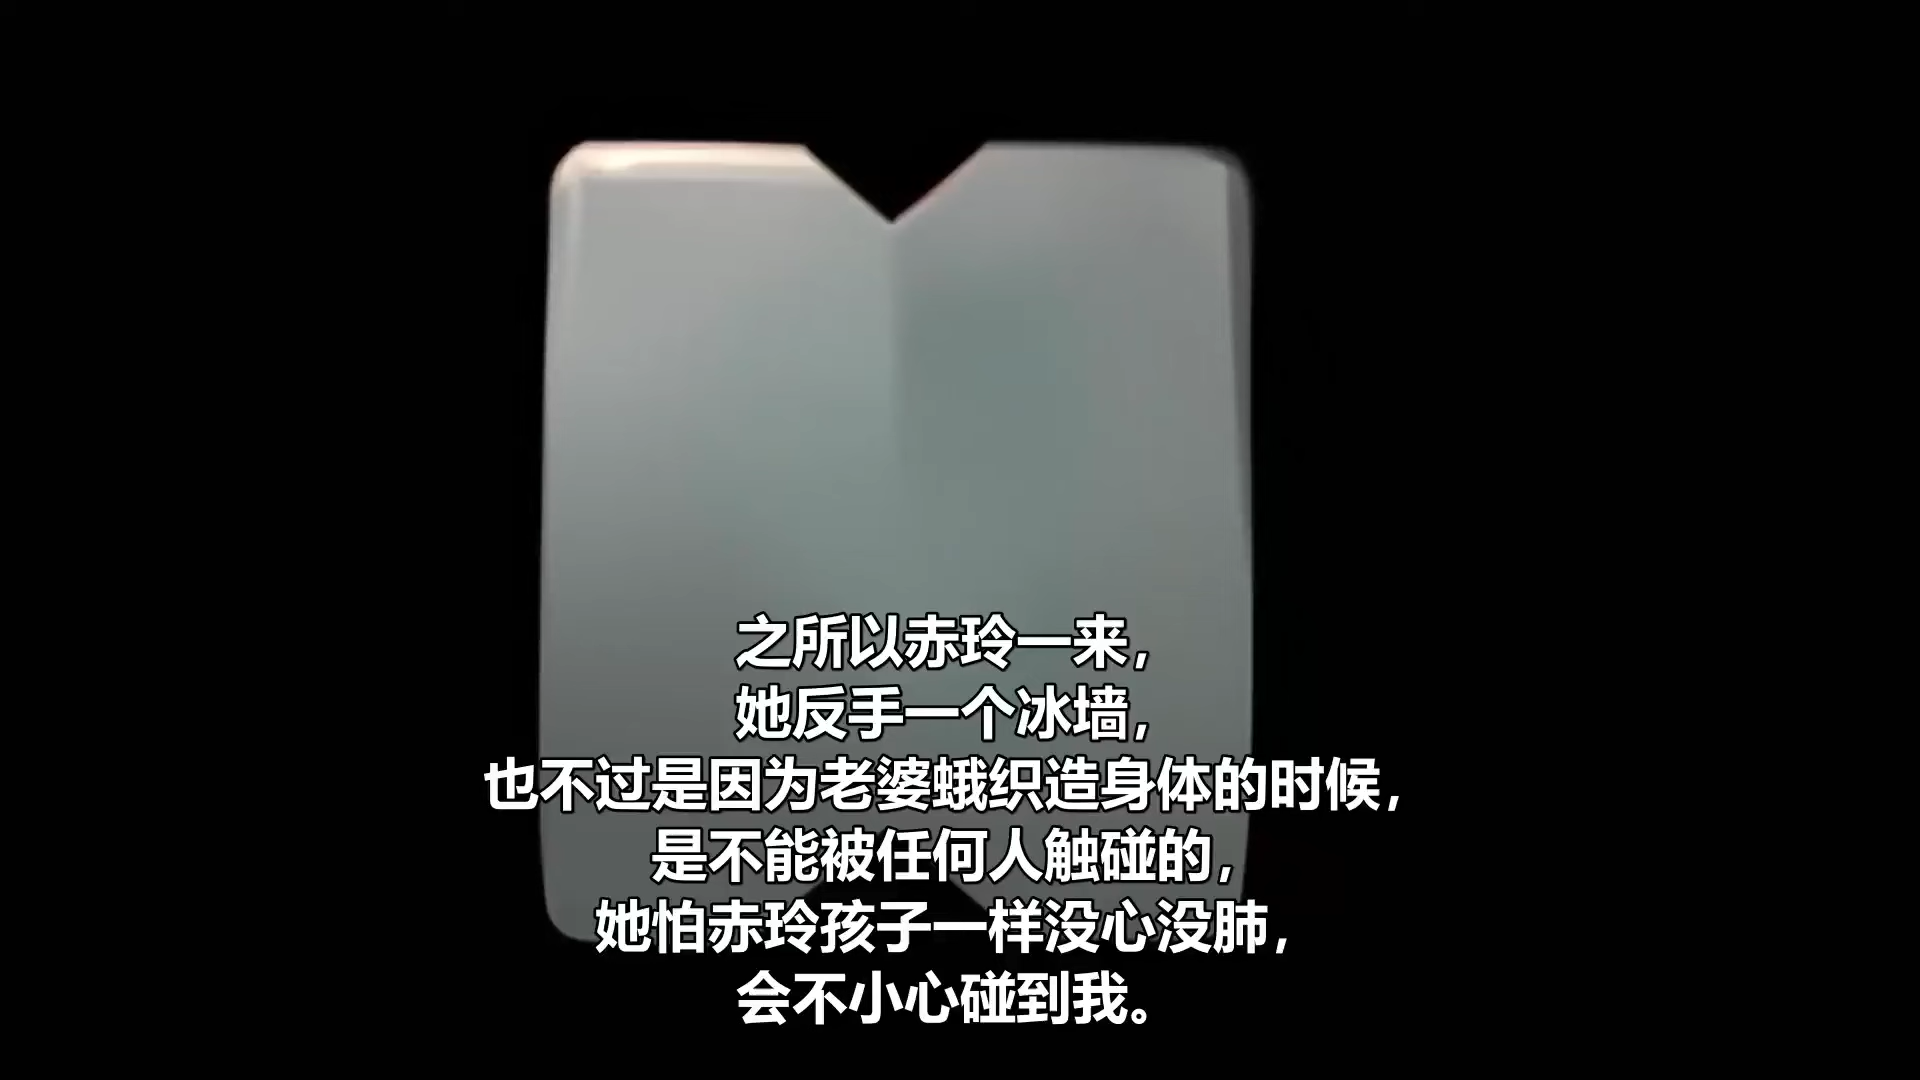 之所以赤玲一来，
她反手一个冰墙，
也不过是因为老婆蛾织造身体的时候，
是不能被任何人触碰的，
她怕赤玲孩子一样没心没肺，
会不小心碰到我。